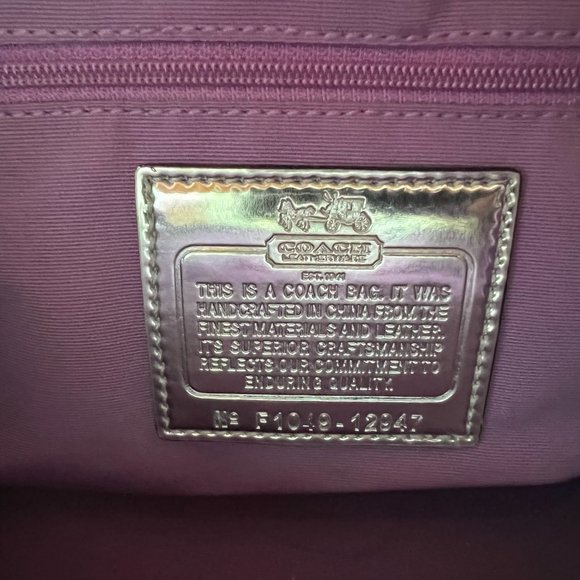 COACH
LEATHERWARE
EST. 1941
THIS IS A COACH BAG. IT WAS
HANDCRAFTED IN CHINA FROM THE
FINEST MATERIALS AND LEATHER.
ITS SUPERIOR CRAFTSMANSHIP
REFLECTS OUR COMMITMENT TO
ENDURING QUALITY.
Nº F1049-12947